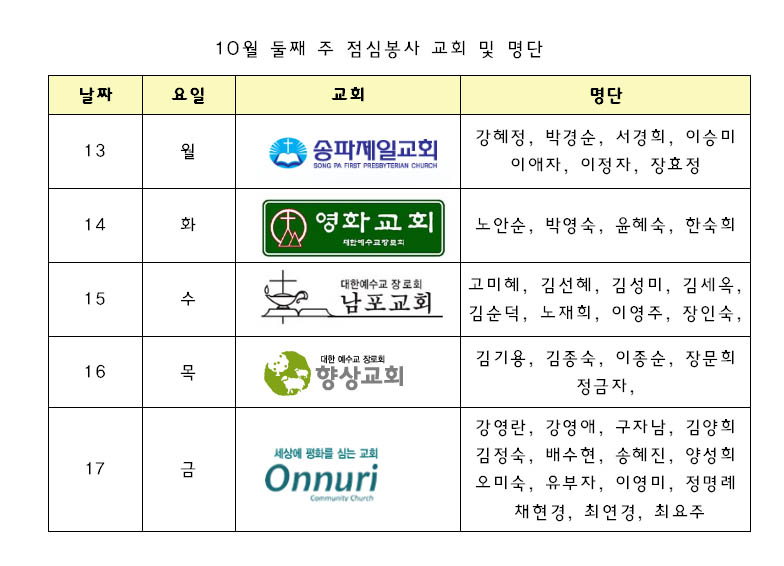 10월 둘째 주 점심봉사 교회 및 명단
날짜 요일 교회 명단
13 월 송파제일교회 SONG PA FIRST PRESBYTERIAN CHURCH 강혜정, 박경순, 서경희, 이승미
이애자, 이정자, 장효정
14 화 영화교회 대한예수교장로회 노안순, 박영숙, 윤혜숙, 한숙희
15 수 대한예수교 장로회 남포교회 고미혜, 김선혜, 김성미, 김세옥,
김순덕, 노재희, 이영주, 장인숙,
16 목 대한 예수교 장로회 향상교회 김기용, 김종숙, 이종순, 장문희
정금자,
17 금 세상에 평화를 심는 교회 Onnuri Community Church 강영란, 강영애, 구자남, 김양희
김정숙, 배수현, 송혜진, 양성희
오미숙, 유부자, 이영미, 정명례
채현경, 최연경, 최요주